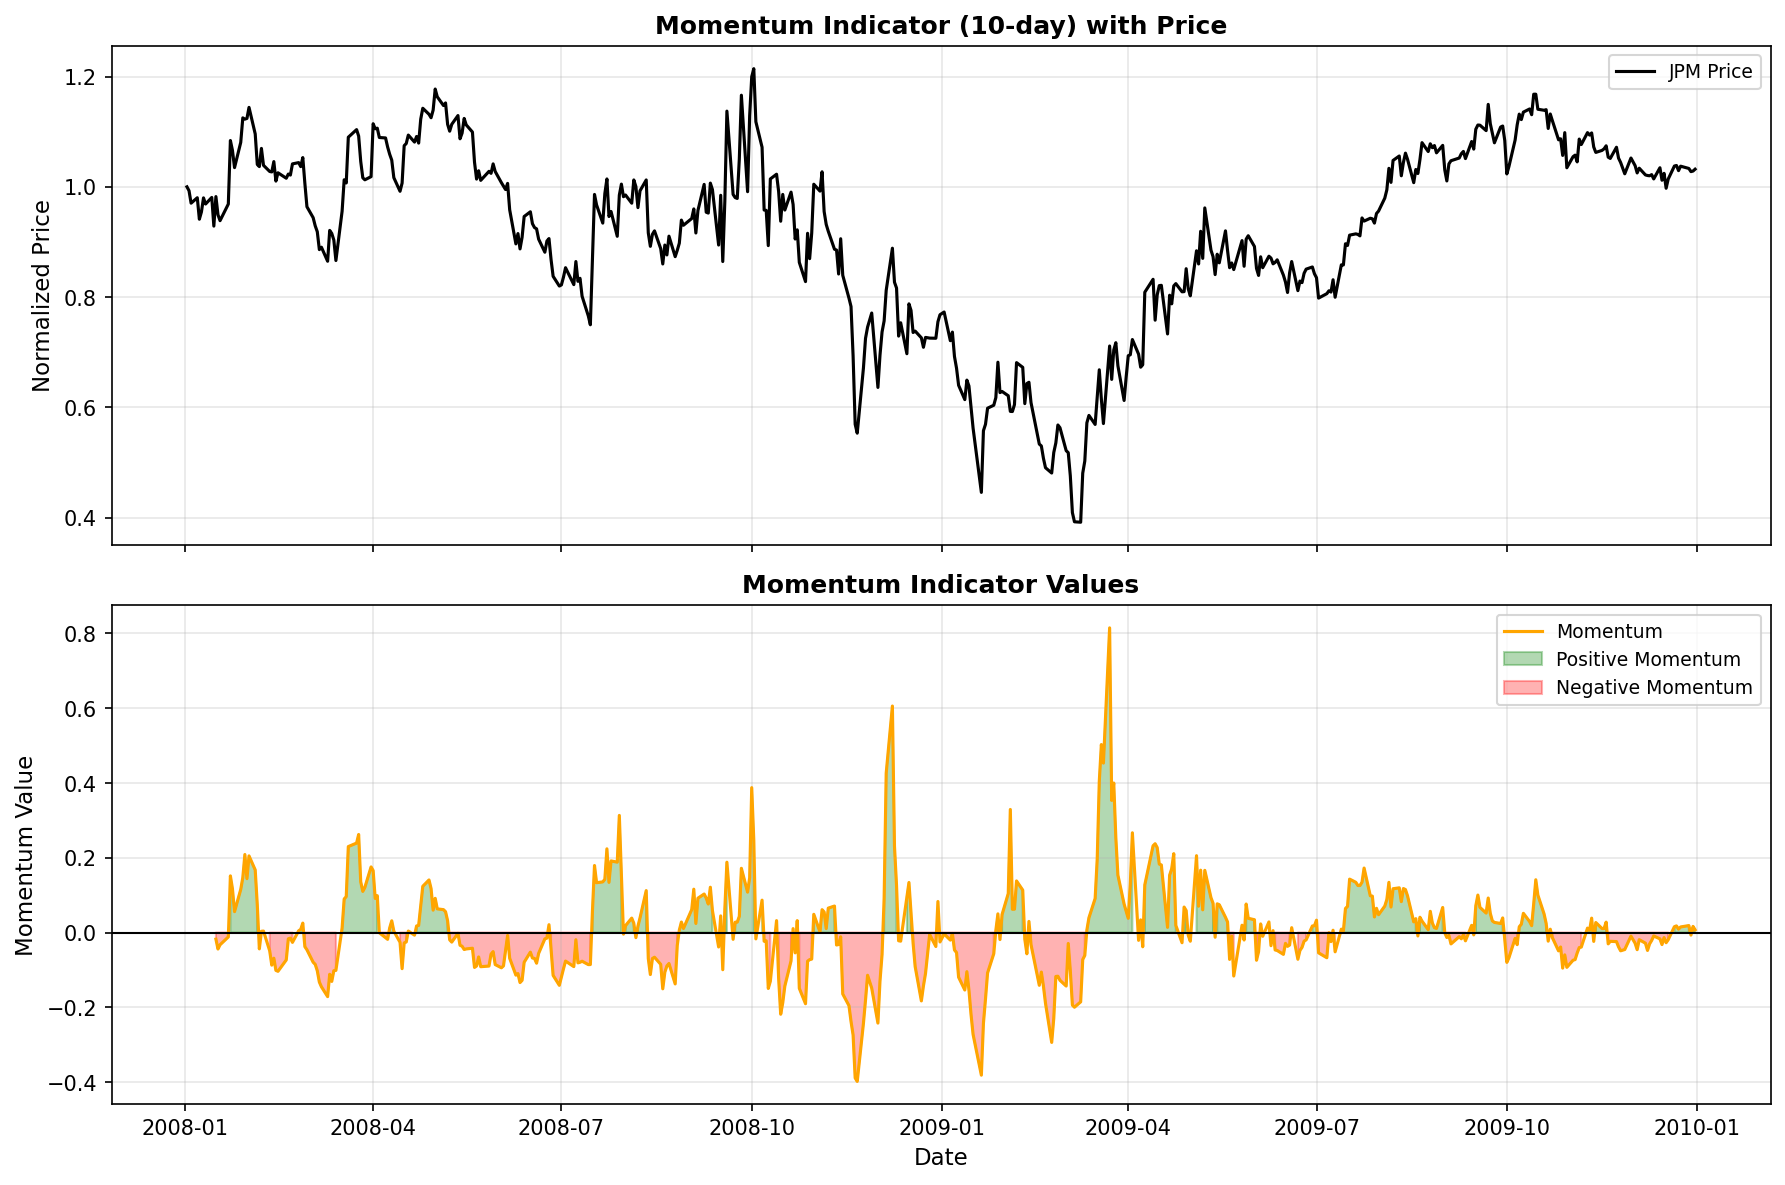 Momentum Indicator (10-day) with Price
Normalized Price
1.2
1.0
0.8
0.6
0.4
JPM Price
Momentum Indicator Values
Momentum Value
0.8
0.6
0.4
0.2
0.0
−0.2
−0.4
Momentum
Positive Momentum
Negative Momentum
2008-01 2008-04 2008-07 2008-10 2009-01 2009-04 2009-07 2009-10 2010-01
Date